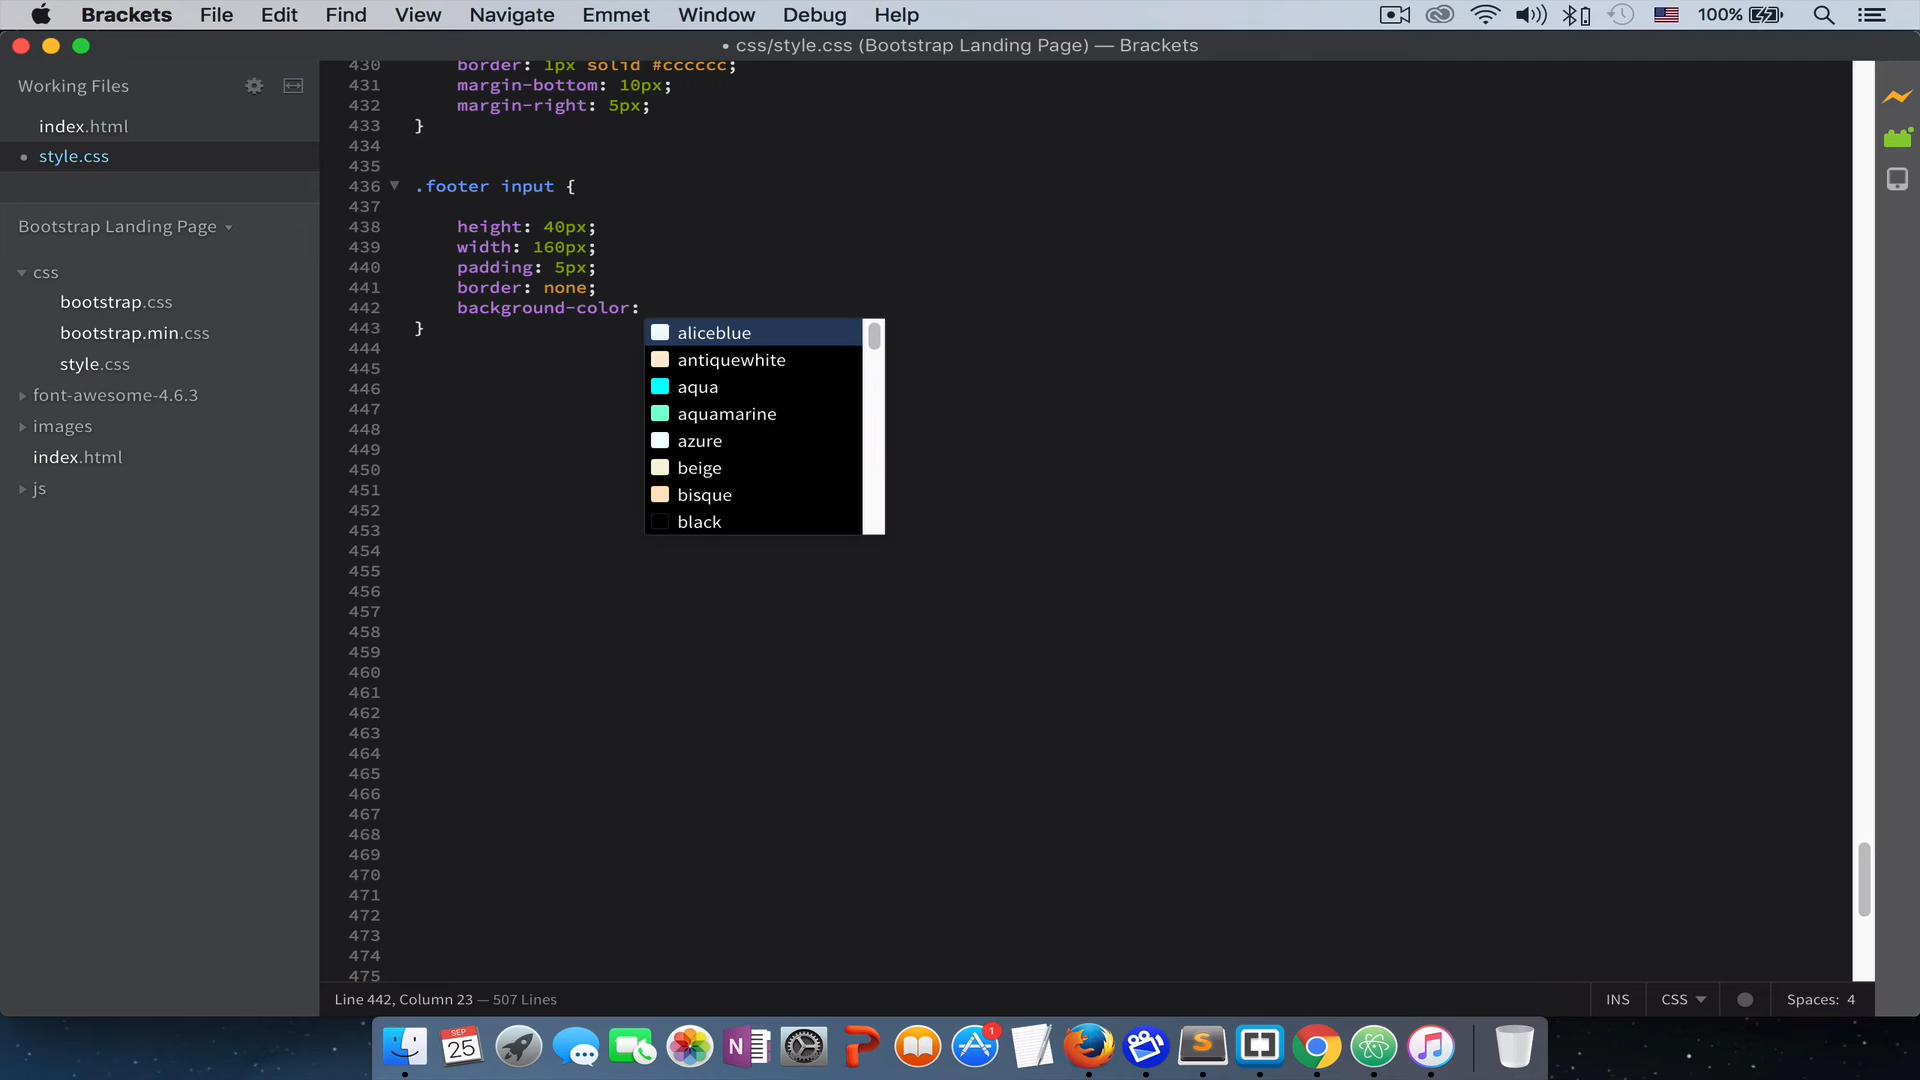 Brackets File Edit Find View Navigate Emmet Window Debug Help 100%
• css/style.css (Bootstrap Landing Page) — Brackets
Working Files
index.html
• style.css
Bootstrap Landing Page
css
bootstrap.css
bootstrap.min.css
style.css
font-awesome-4.6.3
images
index.html
js
430 border: 1px solid #cccccc;
431 margin-bottom: 10px;
432 margin-right: 5px;
433 }
434
435
436 .footer input {
437
438 height: 40px;
439 width: 160px;
440 padding: 5px;
441 border: none;
442 background-color:
443 }
444
445
446
447
448
449
450
451
452
453
454
455
456
457
458
459
460
461
462
463
464
465
466
467
468
469
470
471
472
473
474
475
aliceblue
antiquewhite
aqua
aquamarine
azure
beige
bisque
black
Line 442, Column 23 — 507 Lines
INS CSS Spaces: 4
SEP
25
N
1
S